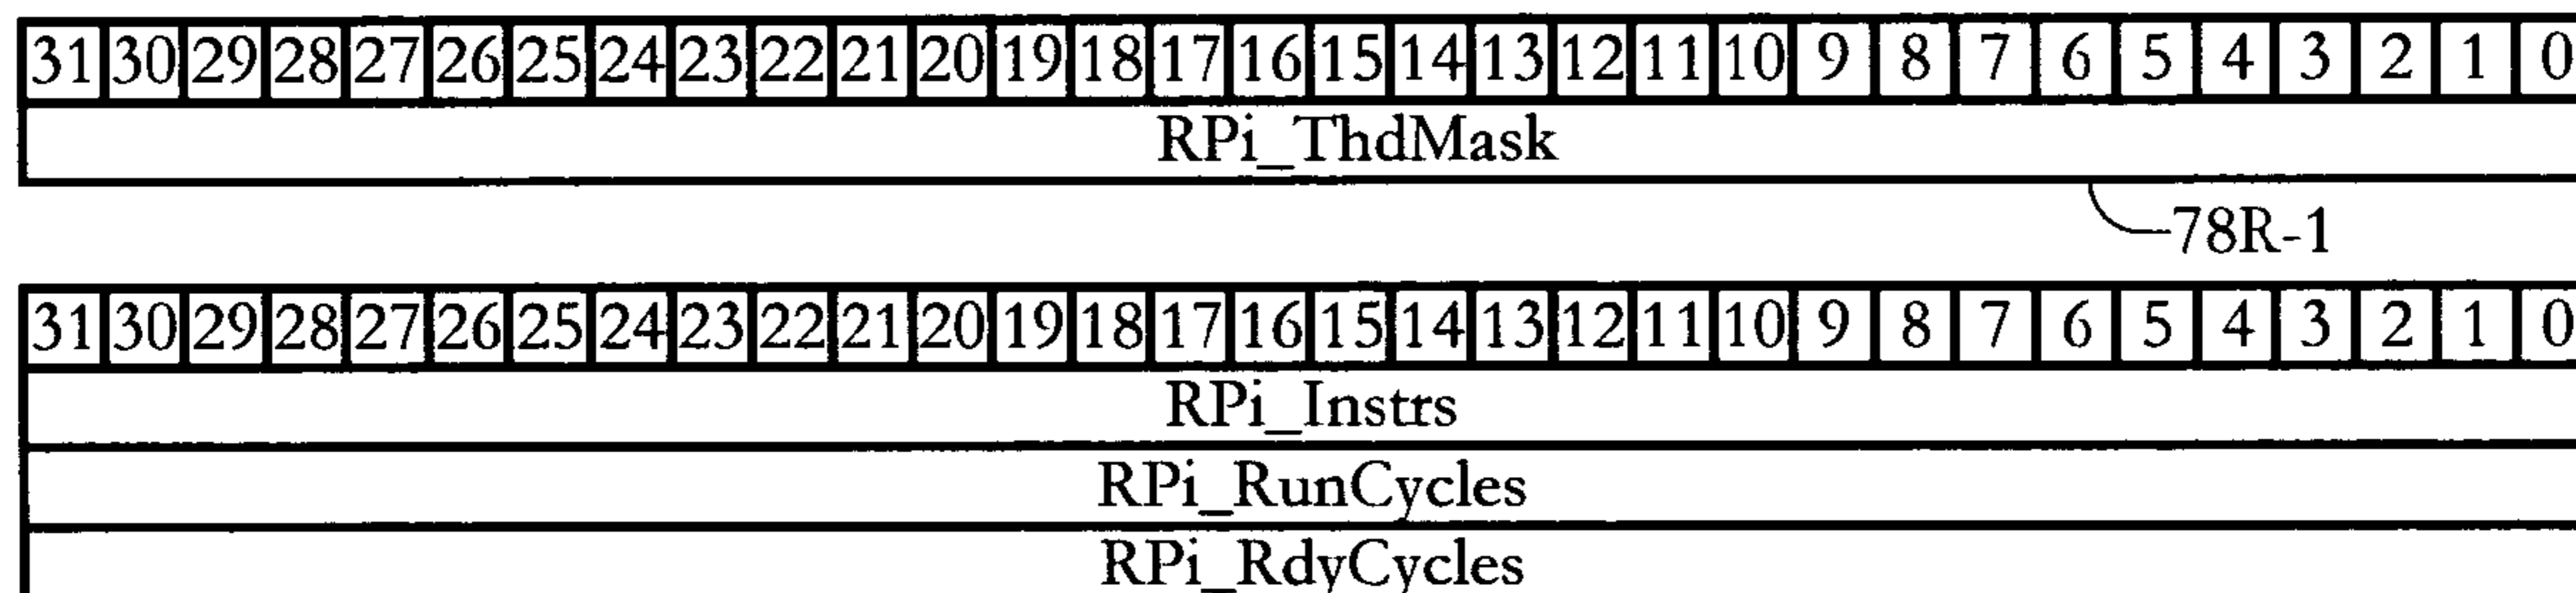 31 30 29 28 27 26 25 24 23 22 21 20 19 18 17 16 15 14 13 12 11 10 9 8 7 6 5 4 3 2 1 0
RPi_ThdMask
78R-1
31 30 29 28 27 26 25 24 23 22 21 20 19 18 17 16 15 14 13 12 11 10 9 8 7 6 5 4 3 2 1 0
RPi_Instrs
RPi_RunCycles
RPi_RdyCycles